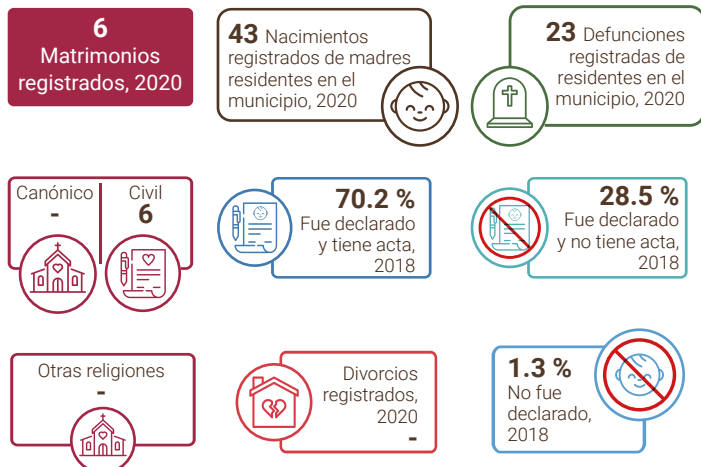 6
Matrimonios
registrados, 2020
43 Nacimientos
registrados de madres
residentes en el
municipio, 2020
23 Defunciones
registradas de
residentes en el
municipio, 2020
Canónico
-
Civil
6
70.2 %
Fue declarado
y tiene acta,
2018
28.5 %
Fue declarado
y no tiene acta,
2018
Otras religiones
-
Divorcios
registrados,
2020
-
1.3 %
No fue
declarado,
2018